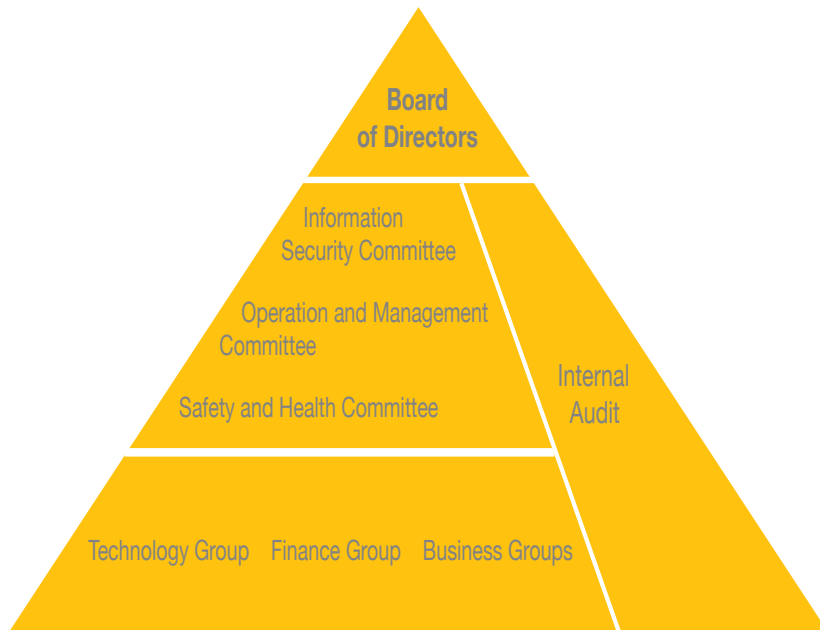 Board
of Directors
Information
Security Committee
Operation and Management
Committee
Safety and Health Committee
Internal
Audit
Technology Group Finance Group Business Groups